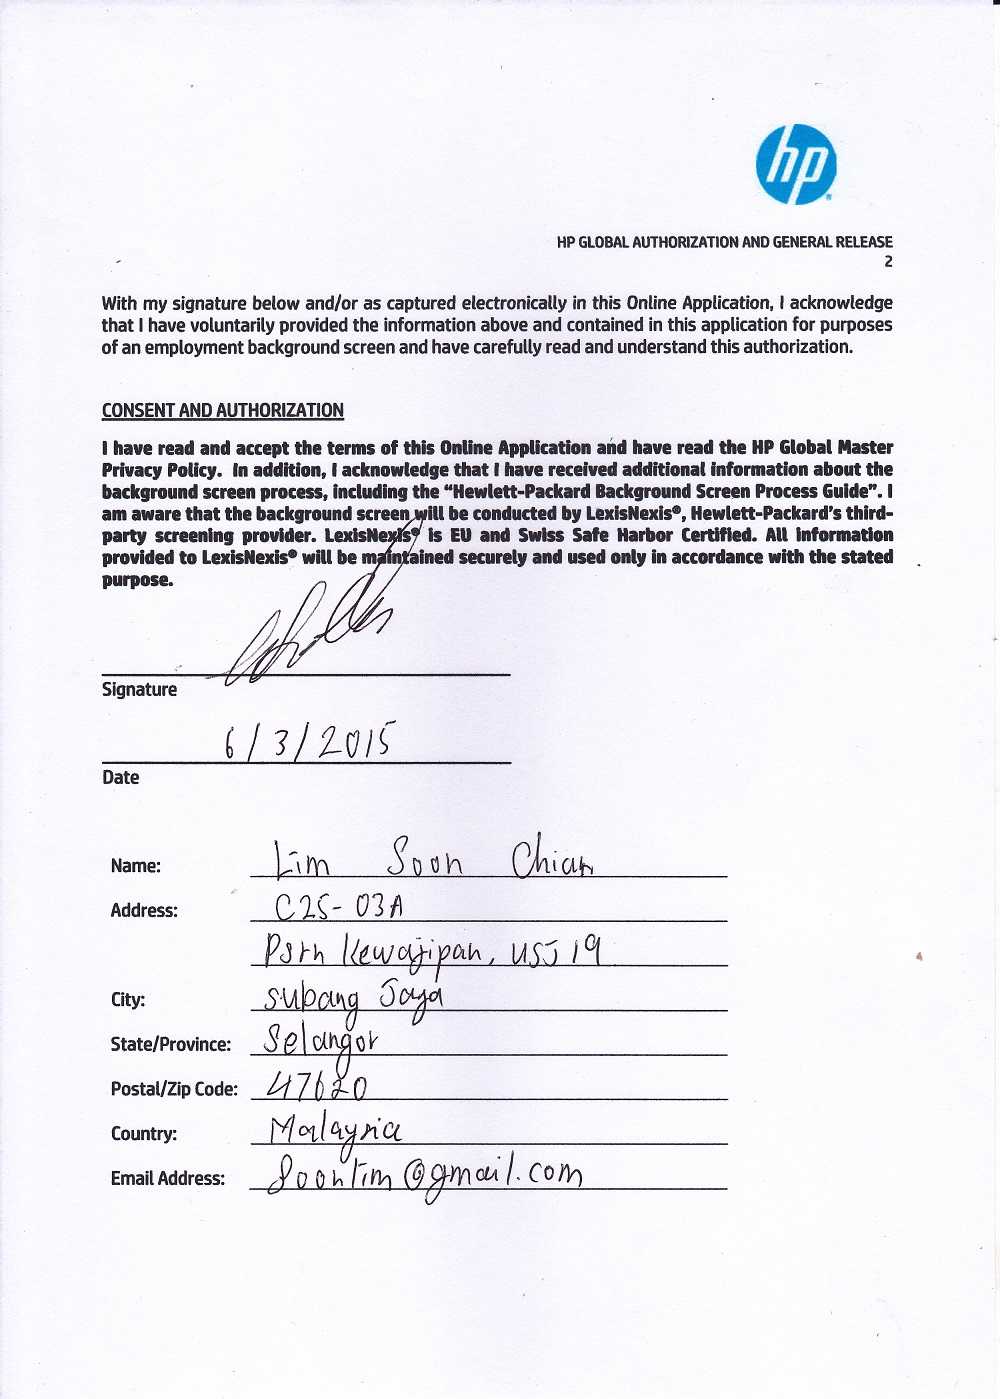 hp
HP GLOBAL AUTHORIZATION AND GENERAL RELEASE
2
With my signature below and/or as captured electronically in this Online Application, I acknowledge
that I have voluntarily provided the information above and contained in this application for purposes
of an employment background screen and have carefully read and understand this authorization.
CONSENT AND AUTHORIZATION
I have read and accept the terms of this Online Application and have read the HP Global Master
Privacy Policy. In addition, I acknowledge that I have received additional information about the
background screen process, including the “Hewlett-Packard Background Screen Process Guide”. I
am aware that the background screen will be conducted by LexisNexis®, Hewlett-Packard’s third-
party screening provider. LexisNexis® is EU and Swiss Safe Harbor Certified. All information
provided to LexisNexis® will be maintained securely and used only in accordance with the stated
purpose.
Signature
6/3/2015
Date
Name: Lim Soon Chian
Address: C25-03A
Psrn Kewajipan, USJ 19
City: Subang Jaya
State/Province: Selangor
Postal/Zip Code: 47620
Country: Malaysia
Email Address: Soonlim@gmail.com